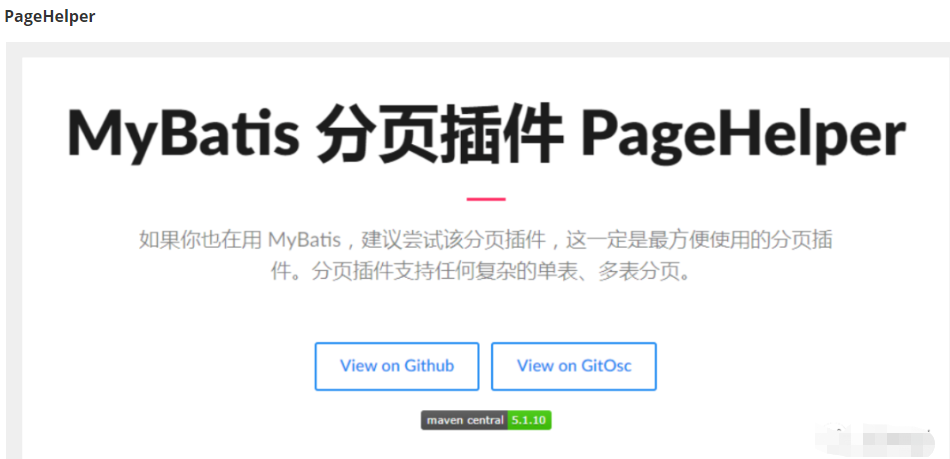 PageHelper
MyBatis 分页插件 PageHelper
如果你也在用 MyBatis，建议尝试该分页插件，这一定是最方便使用的分页插
件。分页插件支持任何复杂的单表、多表分页。
View on Github
View on GitOsc
maven central 5.1.10